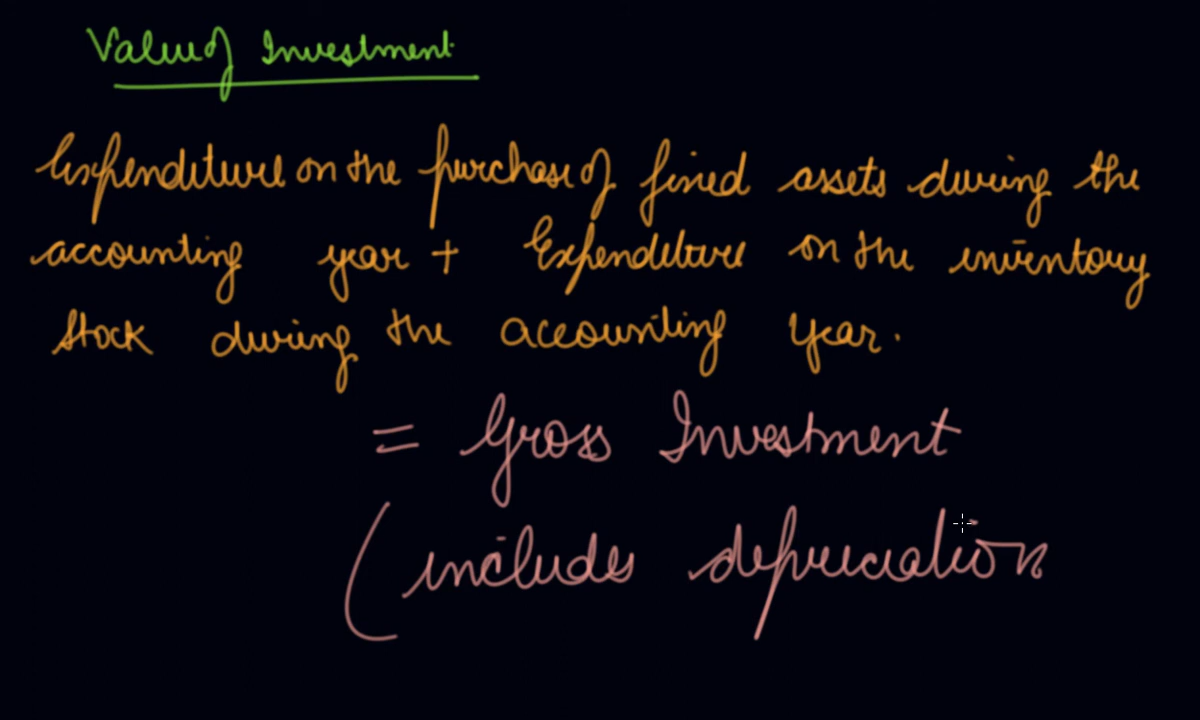 Value of Investment
Expenditure on the purchase of fixed assets during the
accounting year + Expenditure on the inventory
stock during the accounting year.
= Gross Investment
(includes depreciation